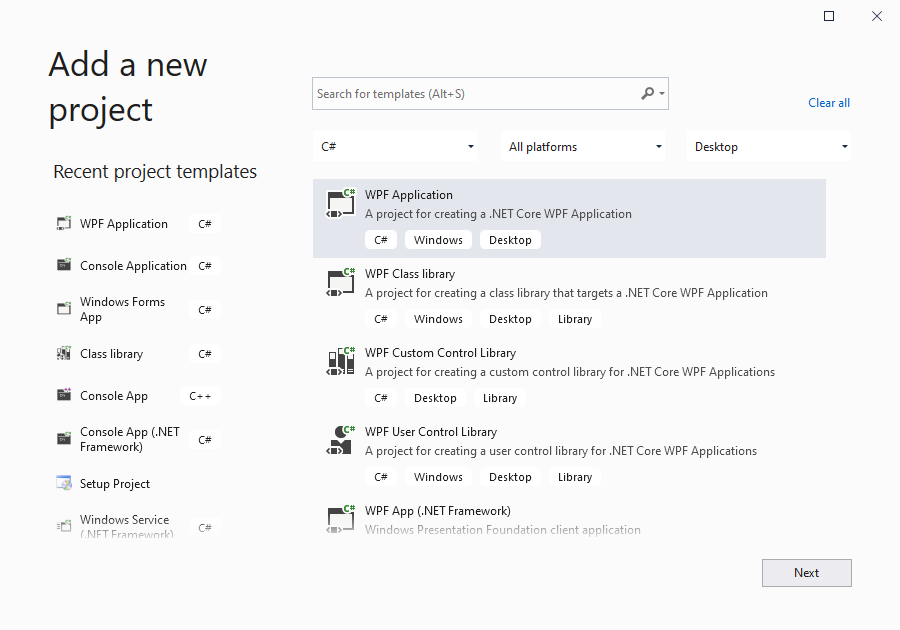 Add a new
project
Recent project templates
WPF Application C#
Console Application C#
Windows Forms
App C#
Class library C#
Console App C++
Console App (.NET
Framework) C#
Setup Project
Windows Service
(.NET Framework) C#
Search for templates (Alt+S)
Clear all
C# All platforms Desktop
WPF Application
A project for creating a .NET Core WPF Application
C# Windows Desktop
WPF Class library
A project for creating a class library that targets a .NET Core WPF Application
C# Windows Desktop Library
WPF Custom Control Library
A project for creating a custom control library for .NET Core WPF Applications
C# Desktop Library
WPF User Control Library
A project for creating a user control library for .NET Core WPF Applications
C# Windows Desktop Library
WPF App (.NET Framework)
Windows Presentation Foundation client application
Next